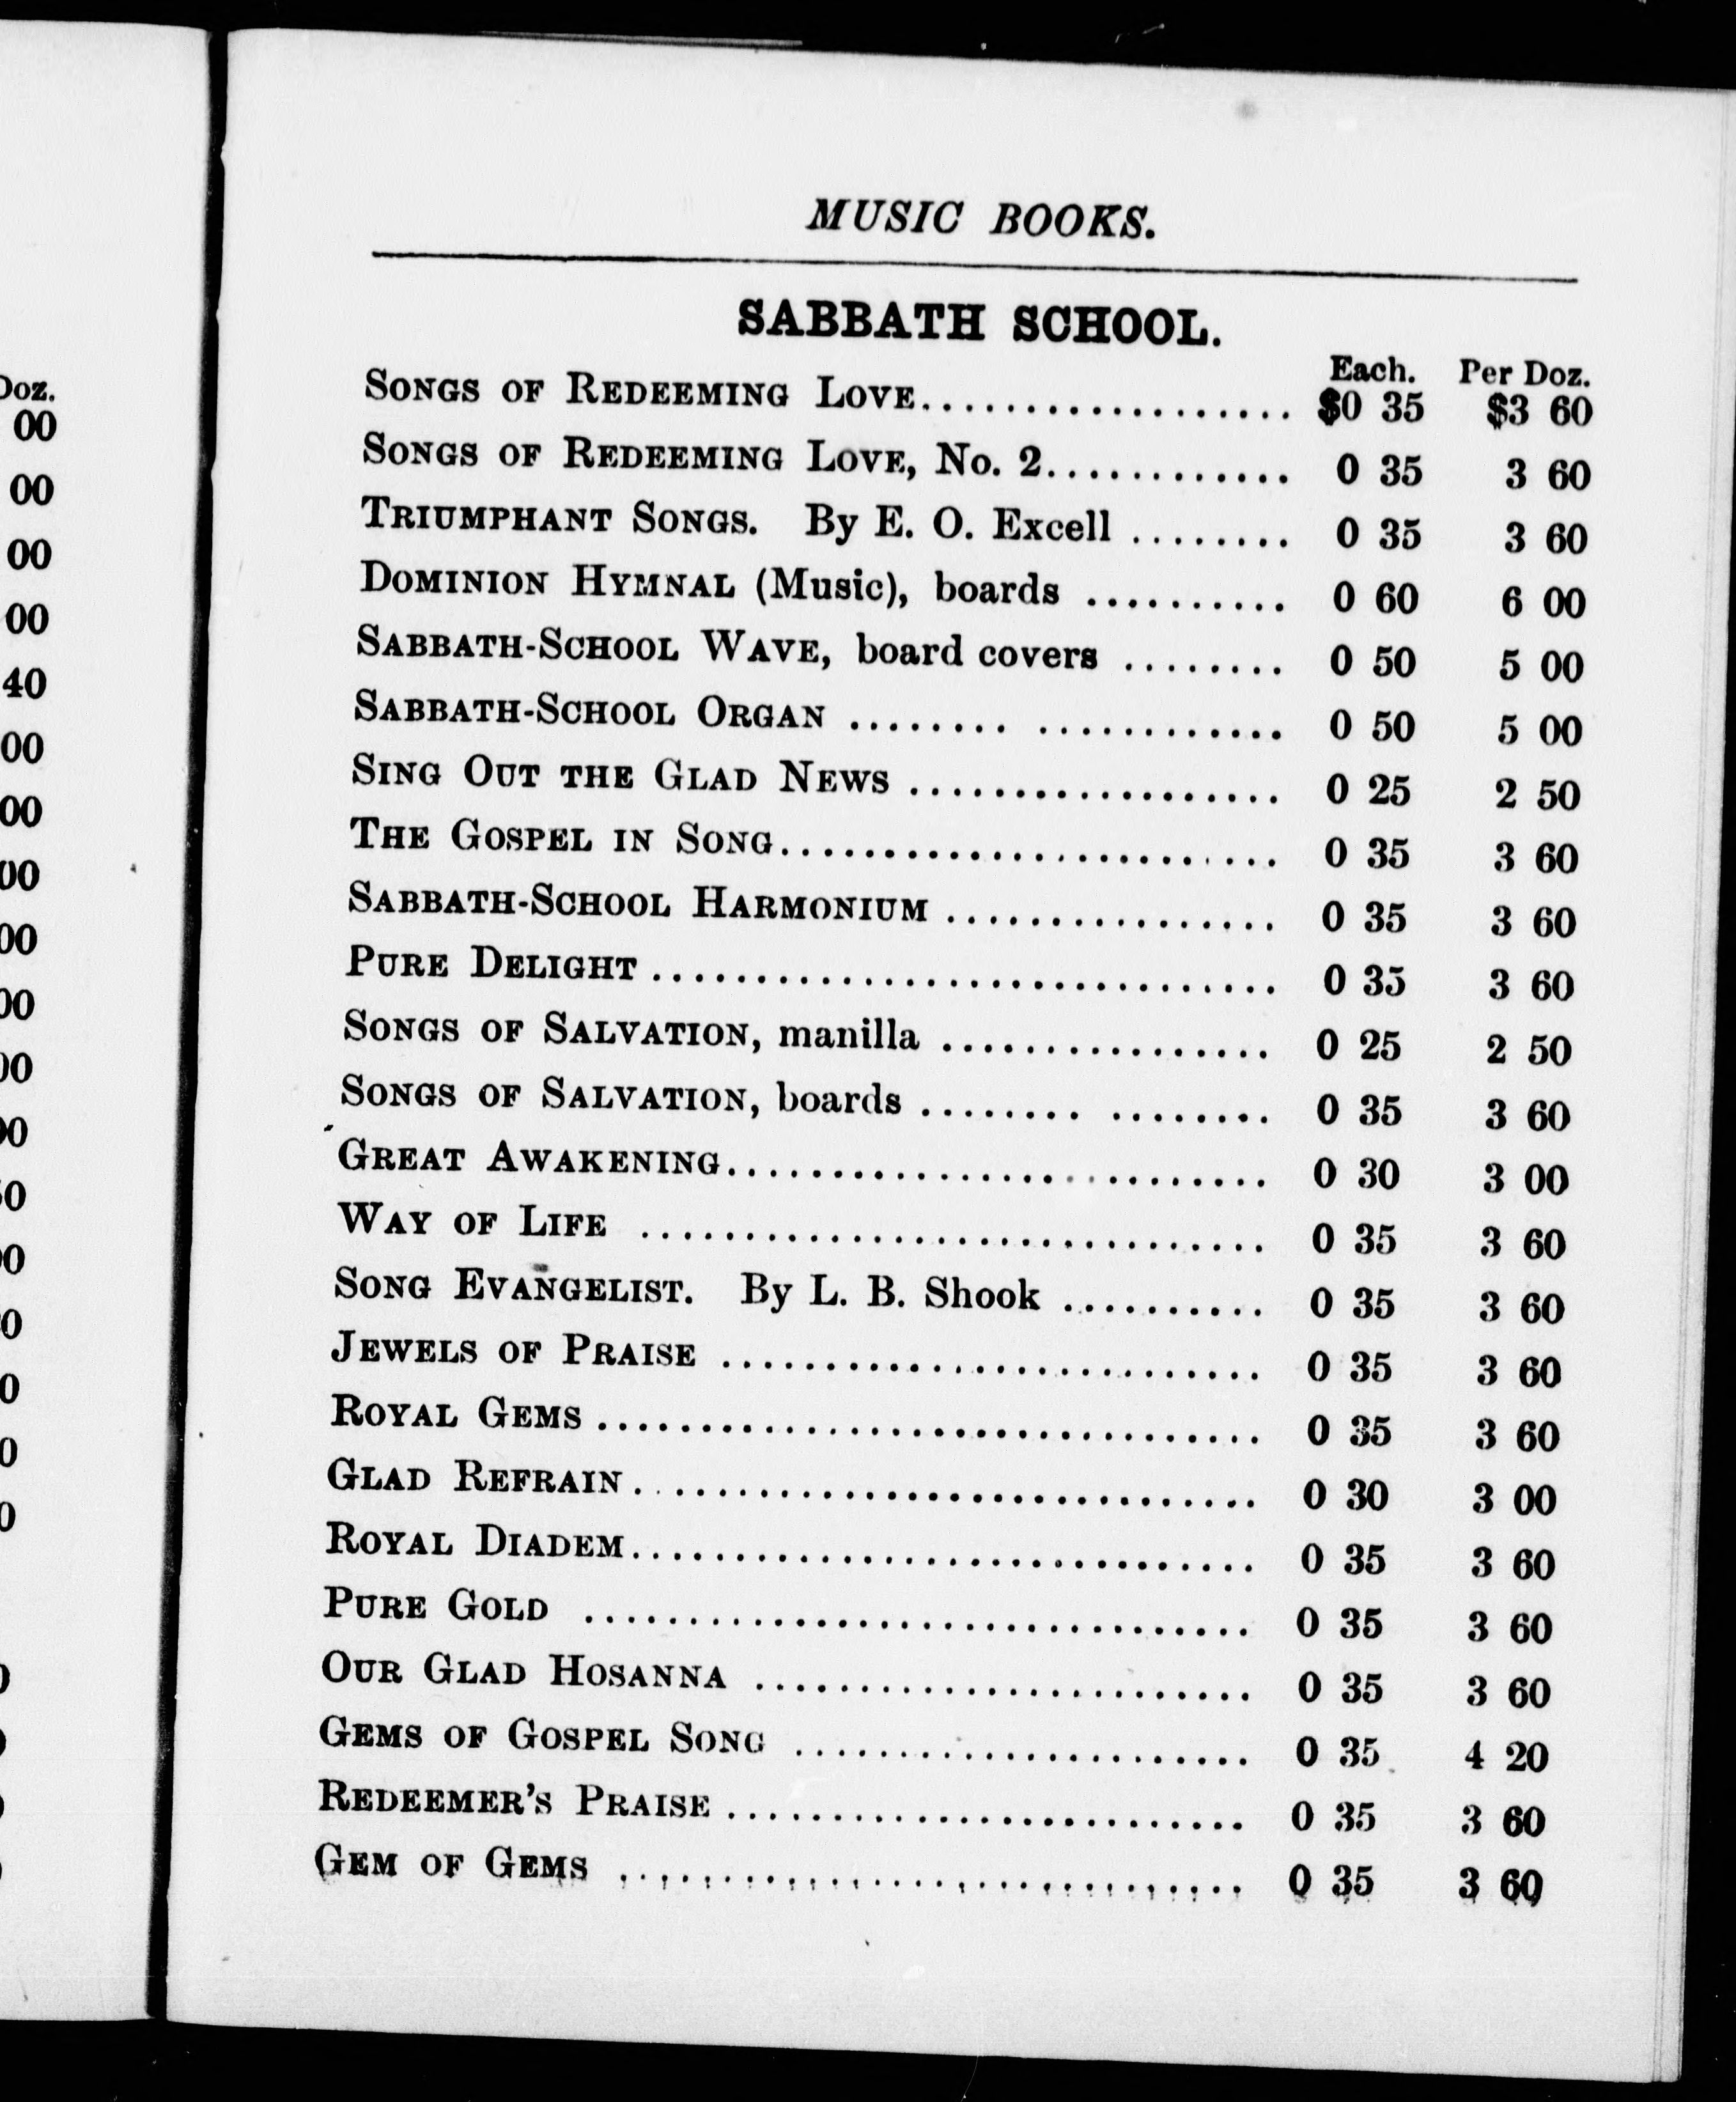 MUSIC BOOKS.
SABBATH SCHOOL.
Each. Per Doz.
SONGS OF REDEEMING LOVE................... $0 35 $3 60
SONGS OF REDEEMING LOVE, No. 2............ 0 35 3 60
TRIUMPHANT SONGS. By E. O. Excell ........ 0 35 3 60
DOMINION HYMNAL (Music), boards .......... 0 60 6 00
SABBATH-SCHOOL WAVE, board covers ........ 0 50 5 00
SABBATH-SCHOOL ORGAN ........ ............ 0 50 5 00
SING OUT THE GLAD NEWS .................. 0 25 2 50
THE GOSPEL IN SONG........................ 0 35 3 60
SABBATH-SCHOOL HARMONIUM ................ 0 35 3 60
PURE DELIGHT .............................. 0 35 3 60
SONGS OF SALVATION, manilla ................ 0 25 2 50
SONGS OF SALVATION, boards ........ ........ 0 35 3 60
GREAT AWAKENING.......................... 0 30 3 00
WAY OF LIFE .............................. 0 35 3 60
SONG EVANGELIST. By L. B. Shook .......... 0 35 3 60
JEWELS OF PRAISE .......................... 0 35 3 60
ROYAL GEMS ................................ 0 35 3 60
GLAD REFRAIN.............................. 0 30 3 00
ROYAL DIADEM.............................. 0 35 3 60
PURE GOLD ................................ 0 35 3 60
OUR GLAD HOSANNA ........................ 0 35 3 60
GEMS OF GOSPEL SONG ...................... 0 35 4 20
REDEEMER'S PRAISE ......................... 0 35 3 60
GEM OF GEMS .............................. 0 35 3 60